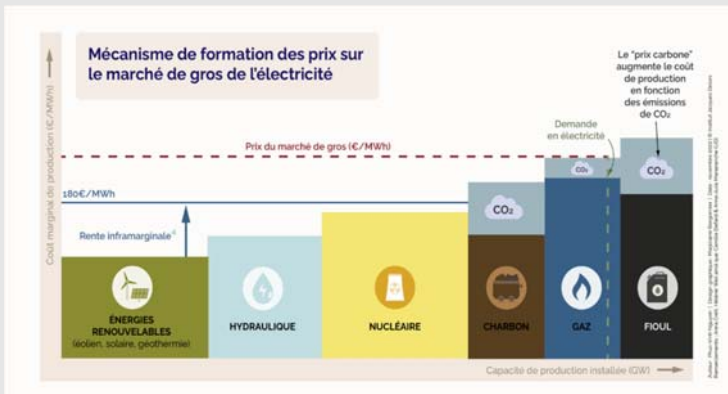 Mécanisme de formation des prix sur
le marché de gros de l'électricité
Le "prix carbone"
augmente le coût
de production
en fonction
des émissions
de CO₂
Coût marginal de production (€/MWh)
Demande
en électricité
Prix du marché de gros (€/MWh)
180€/MWh
Rente inframarginale
CO₂
CO₂
CO₂
ÉNERGIES
RENOUVELABLES
(éolien, solaire, géothermie)
HYDRAULIQUE
NUCLÉAIRE
CHARBON
GAZ
FIOUL
Capacité de production installée (GW)